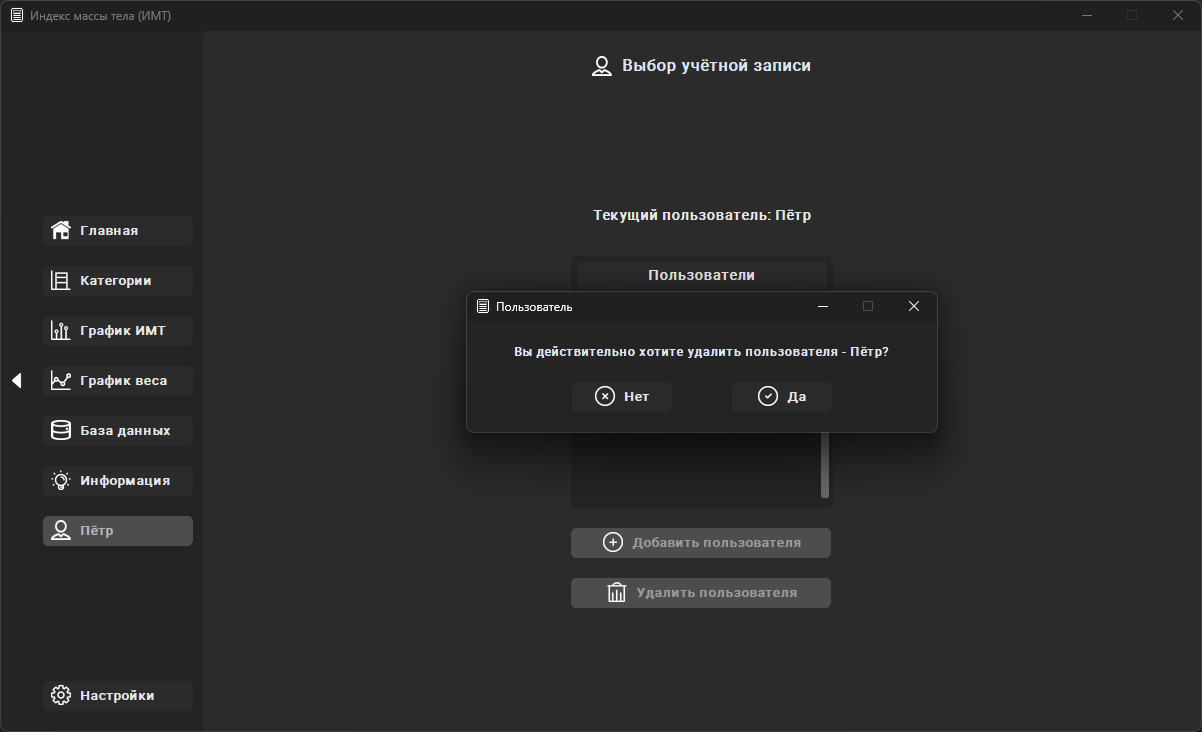 Индекс массы тела (ИМТ)
Выбор учётной записи
Текущий пользователь: Пётр
Главная
Категории
График ИМТ
График веса
База данных
Информация
Пётр
Настройки
Пользователи
Пользователь
Вы действительно хотите удалить пользователя - Пётр?
Нет
Да
Добавить пользователя
Удалить пользователя